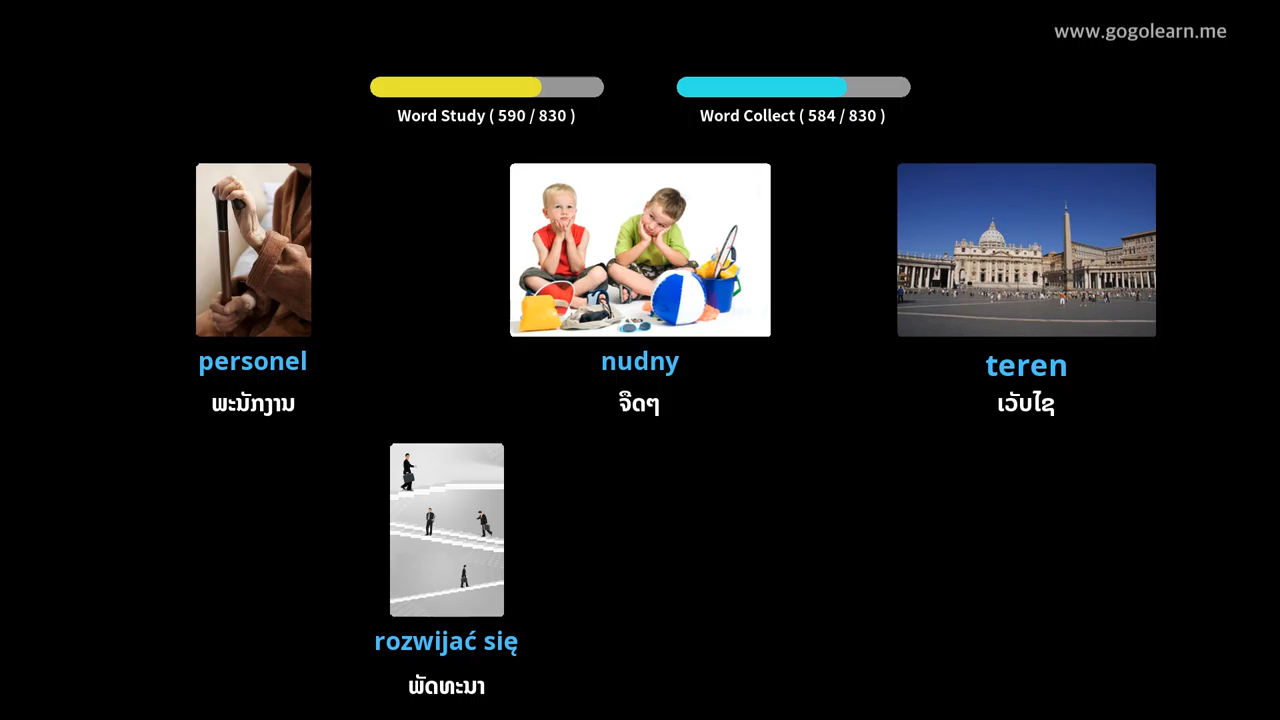 www.gogolearn.me
Word Study ( 590 / 830 )
Word Collect ( 584 / 830 )
personel
nudny
teren
ພະນັກງານ
ຈືດໆ
ເວັບໄຊ
rozwijać się
ພັດທະນາ